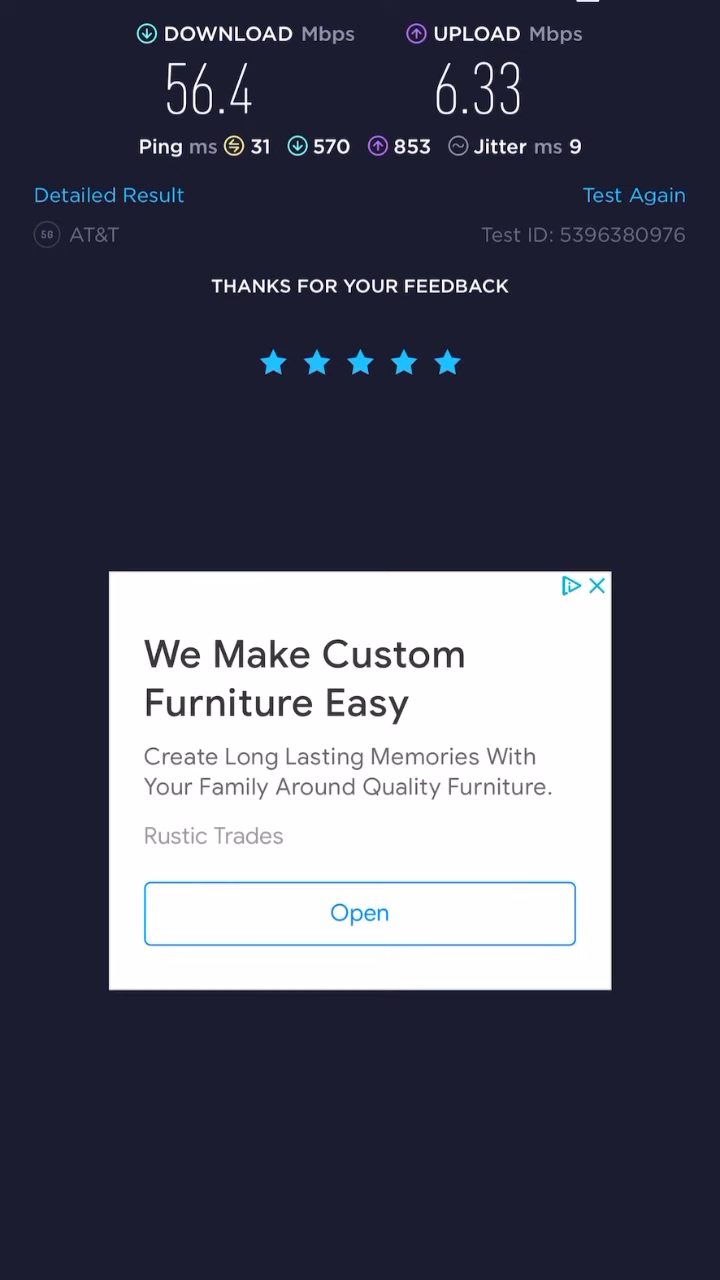 DOWNLOAD Mbps UPLOAD Mbps
56.4 6.33
Ping ms 31 570 853 Jitter ms 9
Detailed Result Test Again
5G AT&T Test ID: 5396380976
THANKS FOR YOUR FEEDBACK
We Make Custom
Furniture Easy
Create Long Lasting Memories With
Your Family Around Quality Furniture.
Rustic Trades
Open